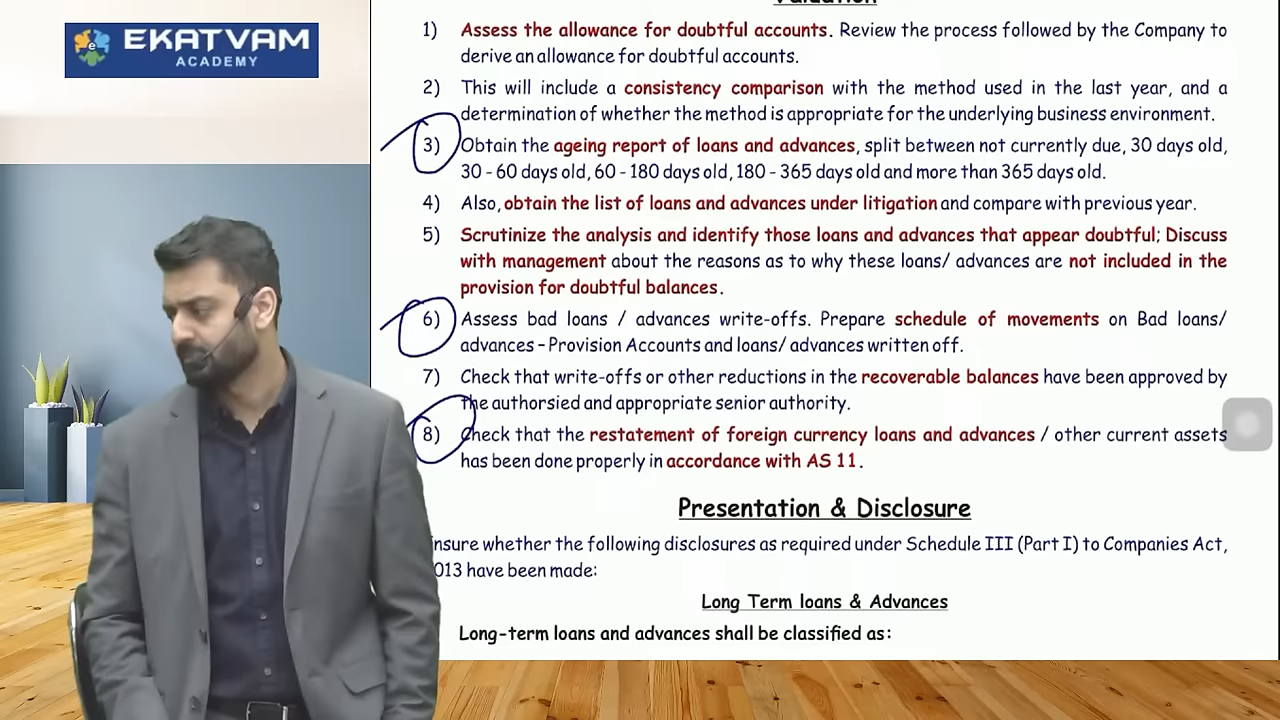 EKATVAM
ACADEMY
Valuation
1) Assess the allowance for doubtful accounts. Review the process followed by the Company to
derive an allowance for doubtful accounts.
2) This will include a consistency comparison with the method used in the last year, and a
determination of whether the method is appropriate for the underlying business environment.
3) Obtain the ageing report of loans and advances, split between not currently due, 30 days old,
30 - 60 days old, 60 - 180 days old, 180 - 365 days old and more than 365 days old.
4) Also, obtain the list of loans and advances under litigation and compare with previous year.
5) Scrutinize the analysis and identify those loans and advances that appear doubtful; Discuss
with management about the reasons as to why these loans/ advances are not included in the
provision for doubtful balances.
6) Assess bad loans / advances write-offs. Prepare schedule of movements on Bad loans/
advances – Provision Accounts and loans/ advances written off.
7) Check that write-offs or other reductions in the recoverable balances have been approved by
the authorsied and appropriate senior authority.
8) Check that the restatement of foreign currency loans and advances / other current assets
has been done properly in accordance with AS 11.
Presentation & Disclosure
nsure whether the following disclosures as required under Schedule III (Part I) to Companies Act,
013 have been made:
Long Term loans & Advances
Long-term loans and advances shall be classified as: